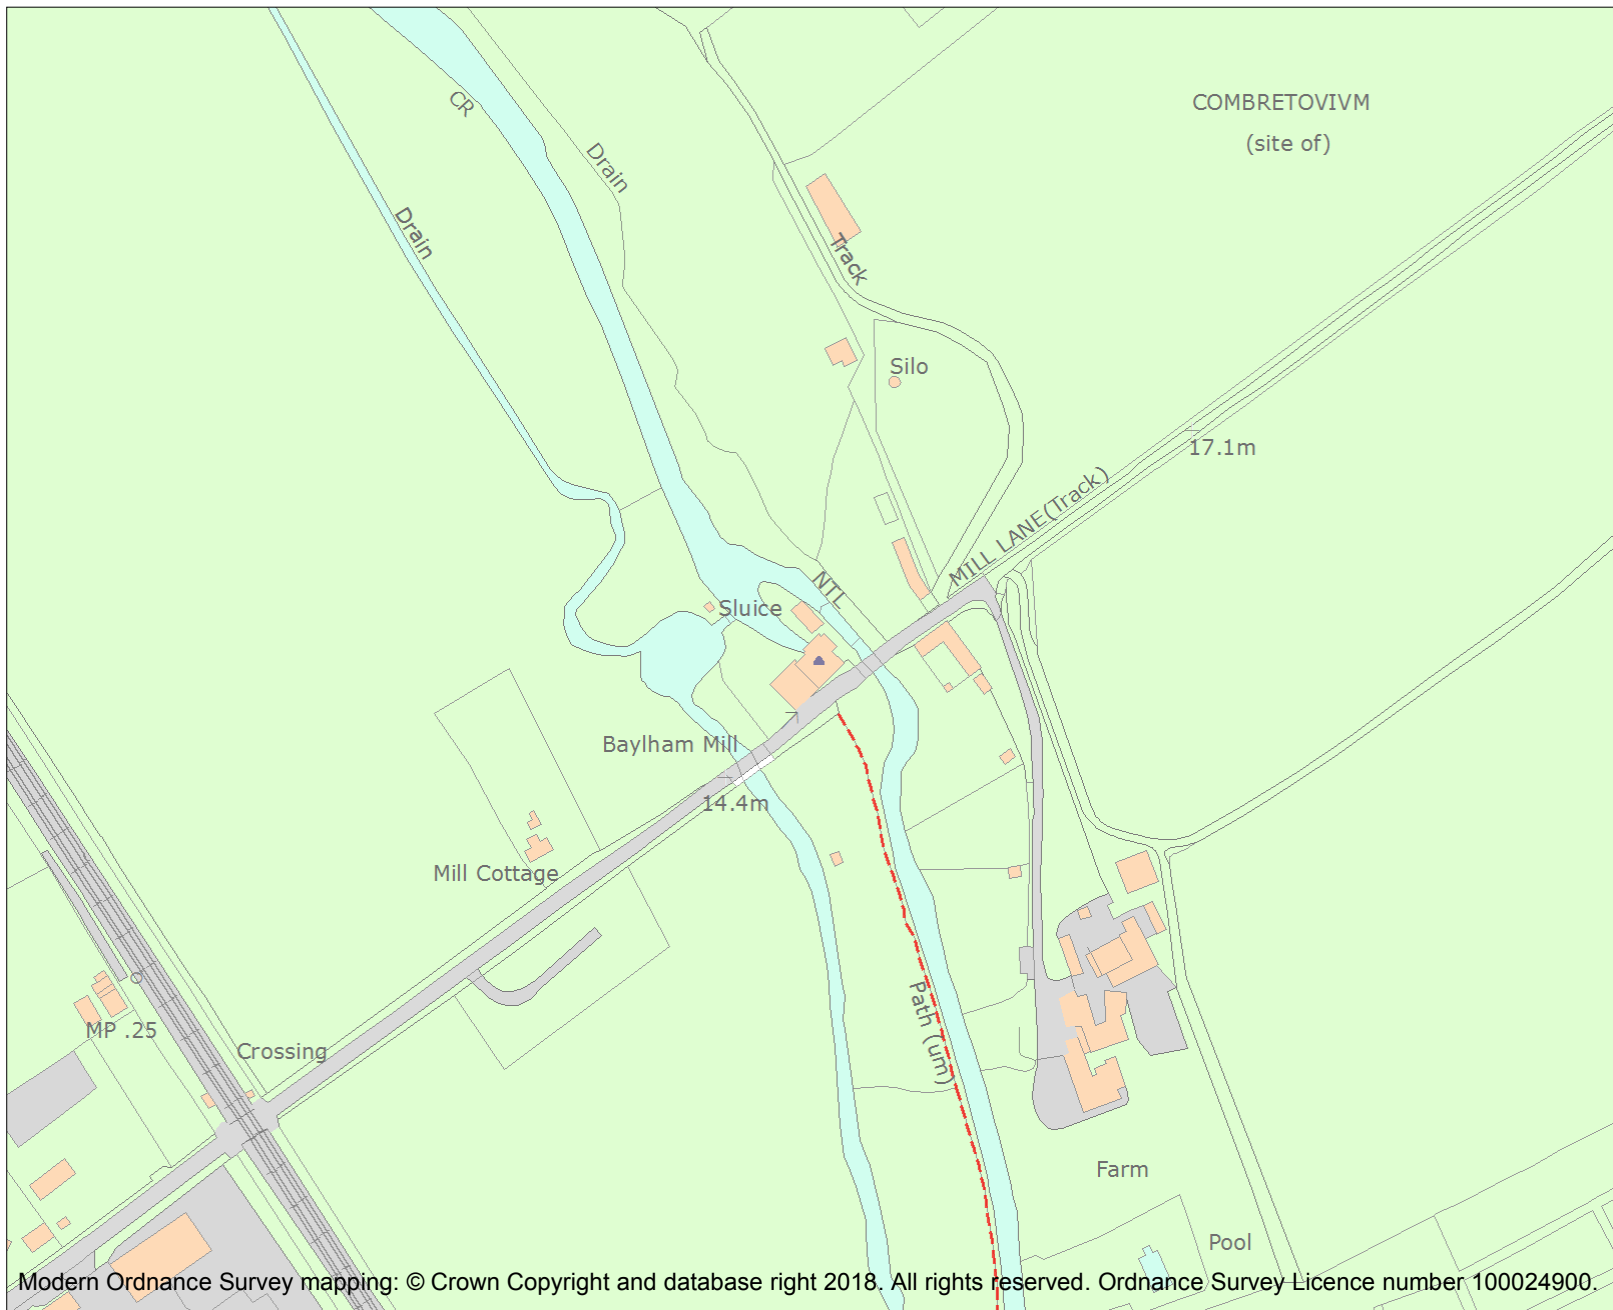 CR
COMBRETOVIVM
(site of)
Drain
Drain
Track
Silo
17.1m
MILL LANE(Track)
NTL
Sluice
Baylham Mill
14.4m
Mill Cottage
Path (um)
MP .25
Crossing
Farm
Pool
Modern Ordnance Survey mapping: © Crown Copyright and database right 2018. All rights reserved. Ordnance Survey Licence number 100024900.